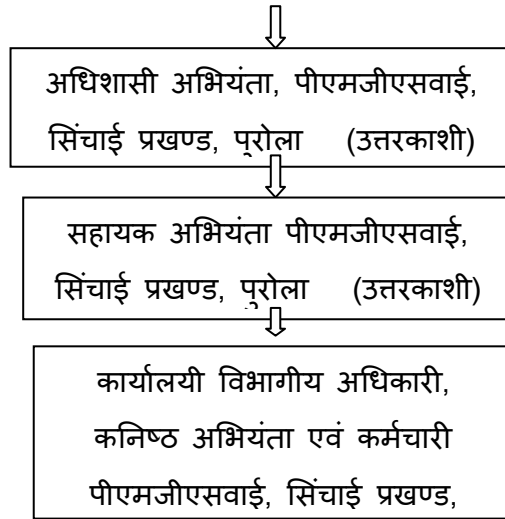 अधिशासी अभियंता, पीएमजीएसवाई,
सिंचाई प्रखण्ड, पुरोला (उत्तरकाशी)
सहायक अभियंता पीएमजीएसवाई,
सिंचाई प्रखण्ड, पुरोला (उत्तरकाशी)
कार्यालयी विभागीय अधिकारी,
कनिष्ठ अभियंता एवं कर्मचारी
पीएमजीएसवाई, सिंचाई प्रखण्ड,